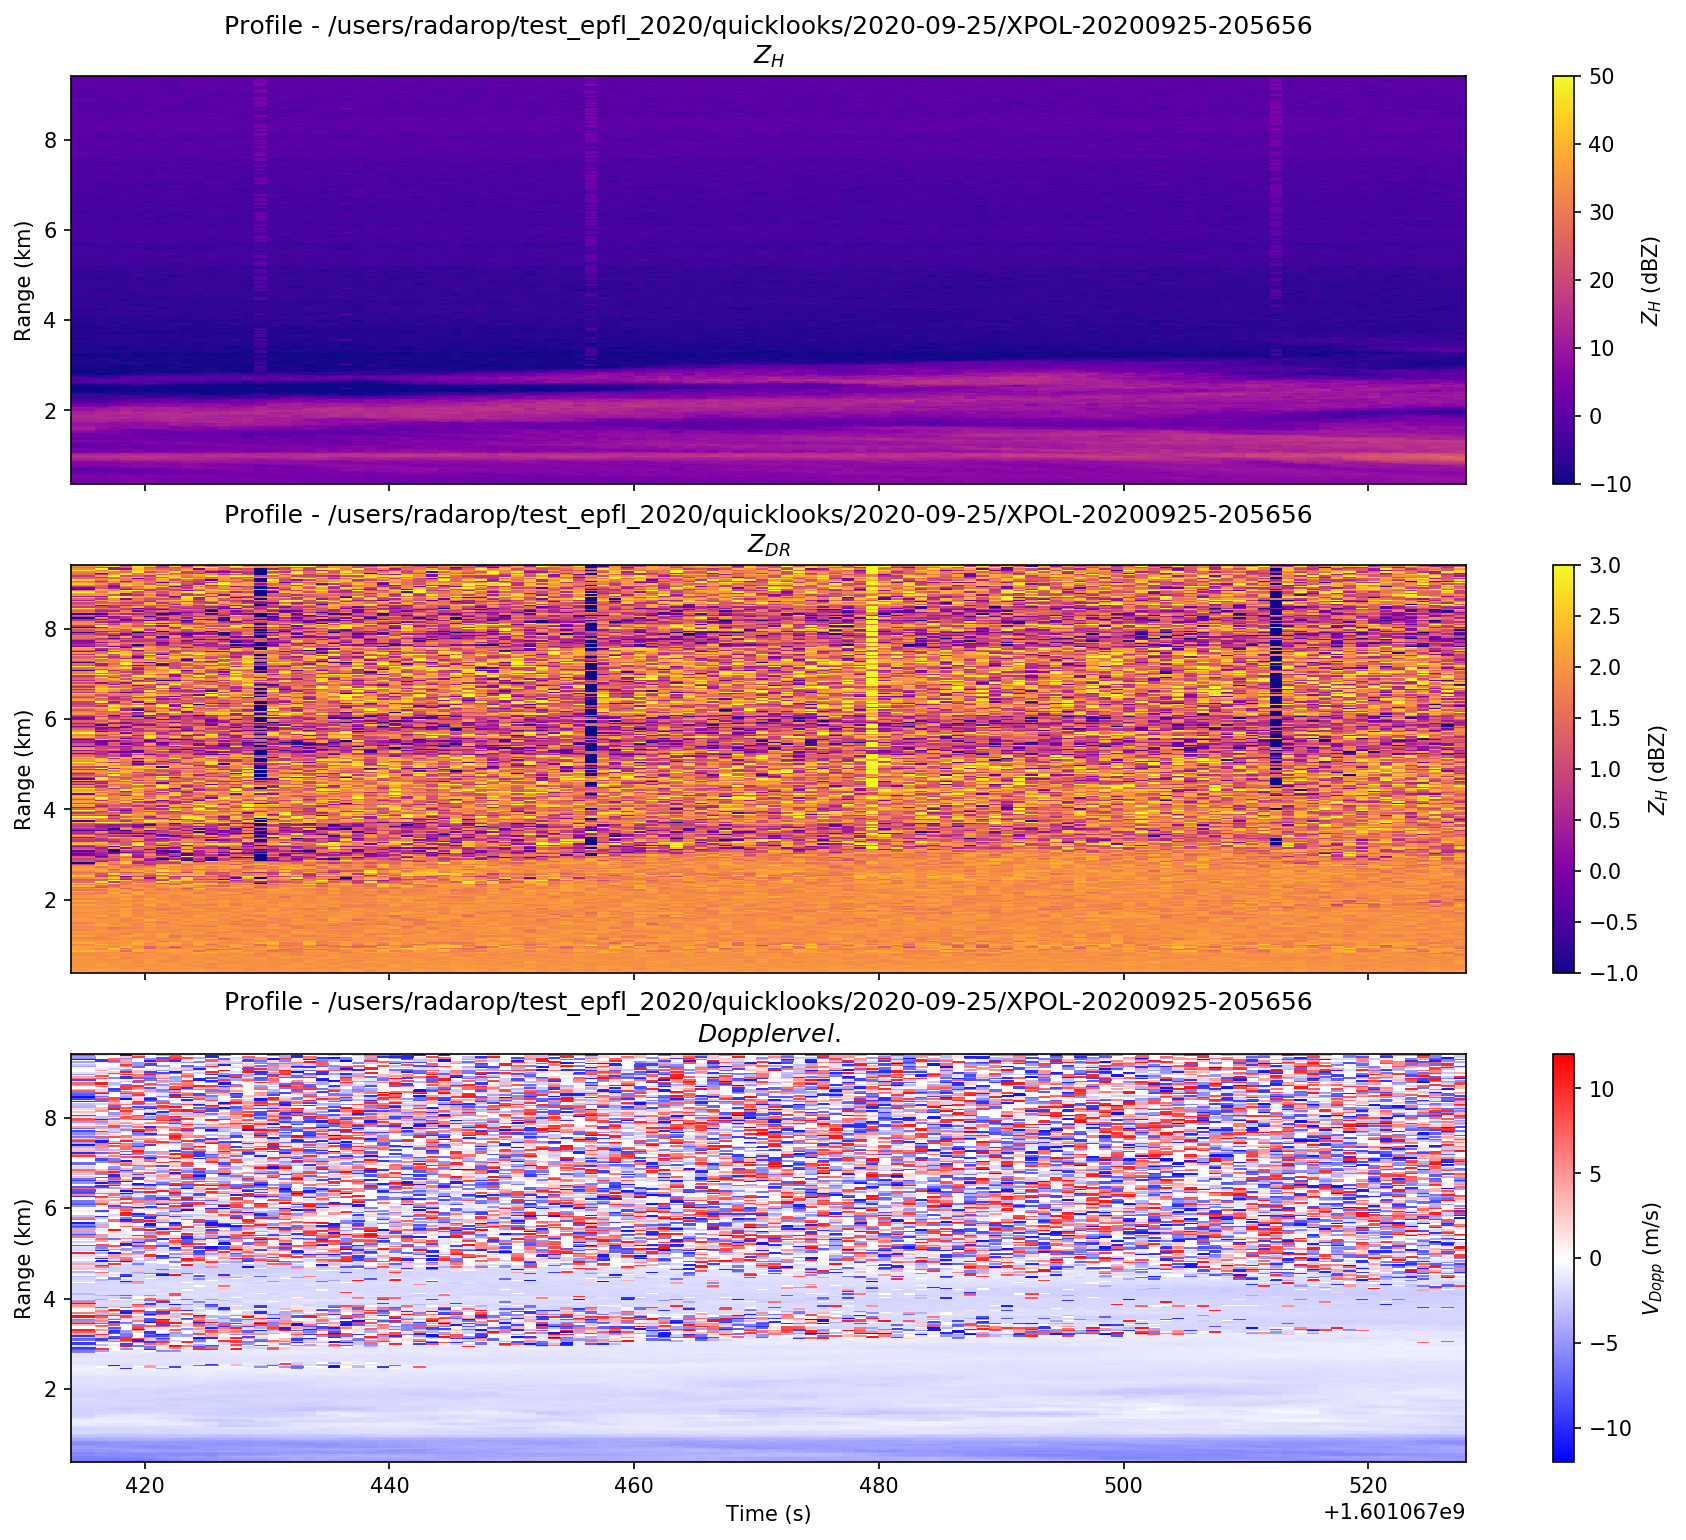 Profile - /users/radarop/test_epfl_2020/quicklooks/2020-09-25/XPOL-20200925-205656
Z_H
8
6
4
2
Range (km)
50
40
30
20
10
0
−10
Z_H (dBZ)
Profile - /users/radarop/test_epfl_2020/quicklooks/2020-09-25/XPOL-20200925-205656
Z_DR
8
6
4
2
Range (km)
3.0
2.5
2.0
1.5
1.0
0.5
0.0
−0.5
−1.0
Z_H (dBZ)
Profile - /users/radarop/test_epfl_2020/quicklooks/2020-09-25/XPOL-20200925-205656
Dopplervel.
8
6
4
2
Range (km)
420 440 460 480 500 520
Time (s)
+1.601067e9
10
5
0
−5
−10
V_Dopp (m/s)